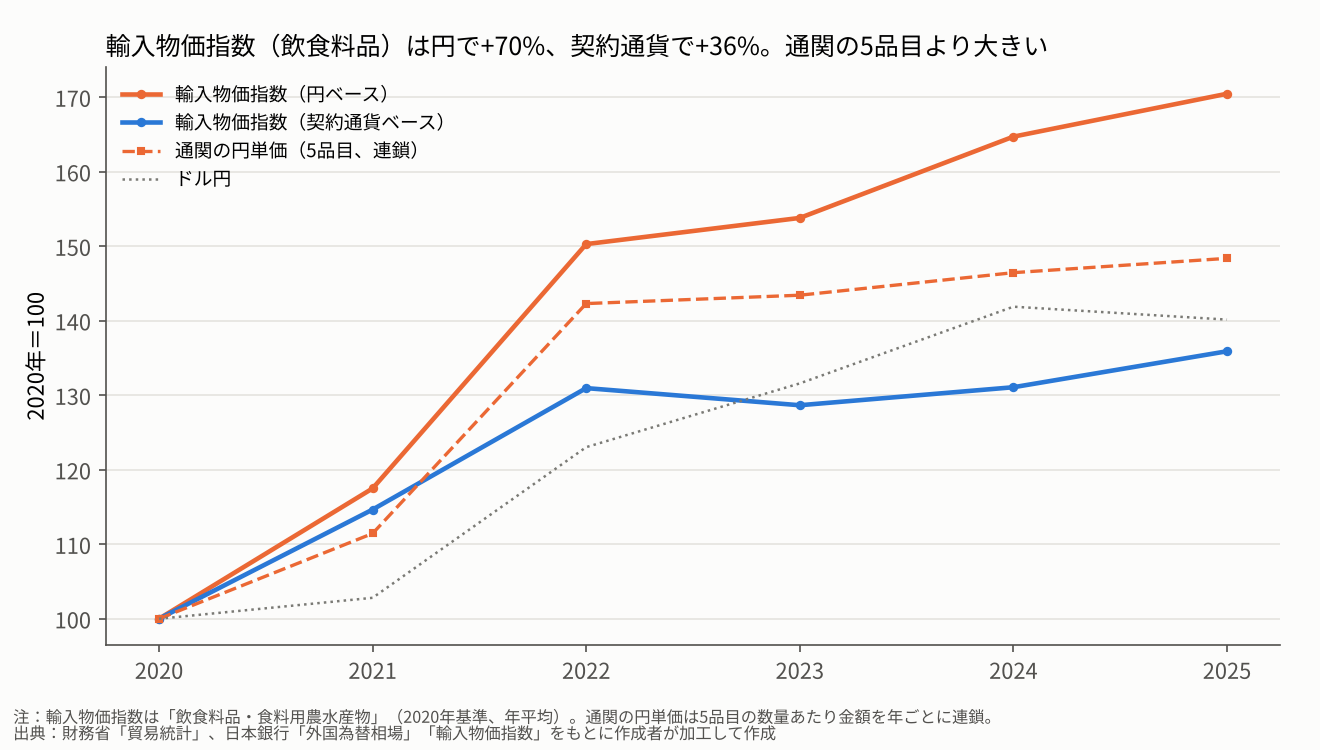 輸入物価指数（飲食料品）は円で+70%、契約通貨で+36%。通関の5品目より大きい
輸入物価指数（円ベース）
輸入物価指数（契約通貨ベース）
通関の円単価（5品目、連鎖）
ドル円
2020年＝100
170
160
150
140
130
120
110
100
2020 2021 2022 2023 2024 2025
注：輸入物価指数は「飲食料品・食料用農水産物」（2020年基準、年平均）。通関の円単価は5品目の数量あたり金額を年ごとに連鎖。
出典：財務省「貿易統計」、日本銀行「外国為替相場」「輸入物価指数」をもとに作成者が加工して作成